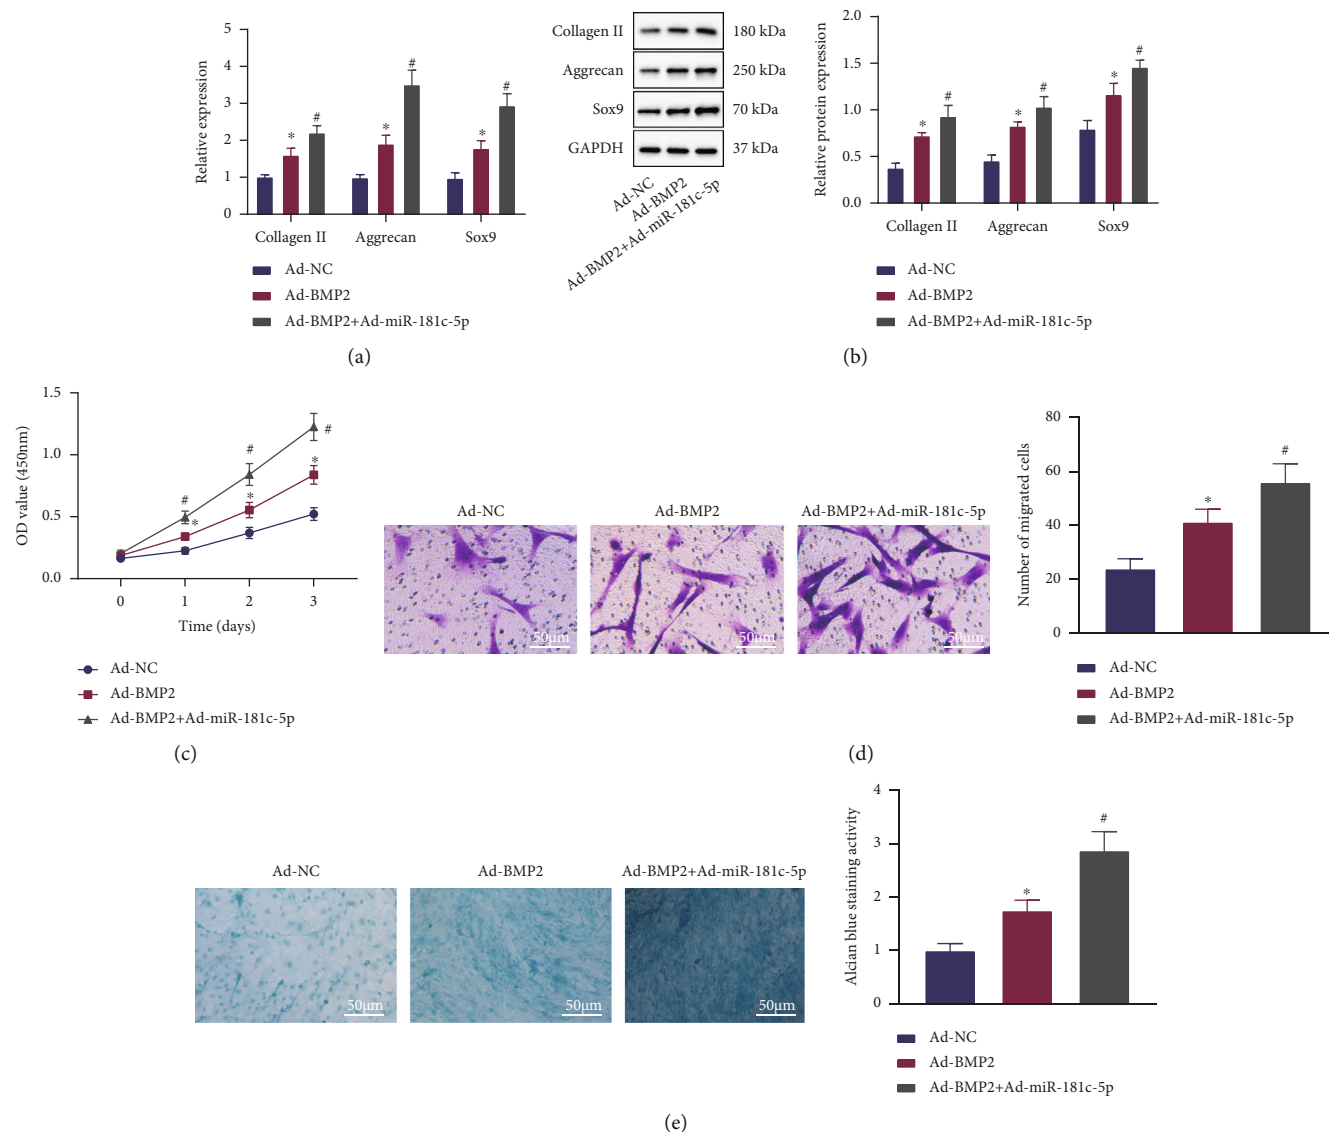 5
4
3
2
1
0
Relative expression
* # * # * #
Collagen II Aggrecan Sox9
Ad-NC
Ad-BMP2
Ad-BMP2+Ad-miR-181c-5p
(a)
Collagen II 180 kDa
Aggrecan 250 kDa
Sox9 70 kDa
GAPDH 37 kDa
Ad-NC
Ad-BMP2
Ad-BMP2+Ad-miR-181c-5p
2.0
1.5
1.0
0.5
0.0
Relative protein expression
* # * # * #
Collagen II Aggrecan Sox9
Ad-NC
Ad-BMP2
Ad-BMP2+Ad-miR-181c-5p
(b)
1.5
1.0
0.5
0.0
OD value (450nm)
# * # * # *
0 1 2 3
Time (days)
Ad-NC
Ad-BMP2
Ad-BMP2+Ad-miR-181c-5p
(c)
Ad-NC Ad-BMP2 Ad-BMP2+Ad-miR-181c-5p
50μm 50μm 50μm
80
60
40
20
0
Number of migrated cells
* #
Ad-NC
Ad-BMP2
Ad-BMP2+Ad-miR-181c-5p
(d)
Ad-NC Ad-BMP2 Ad-BMP2+Ad-miR-181c-5p
50μm 50μm 50μm
4
3
2
1
0
Alcian blue staining activity
* #
Ad-NC
Ad-BMP2
Ad-BMP2+Ad-miR-181c-5p
(e)